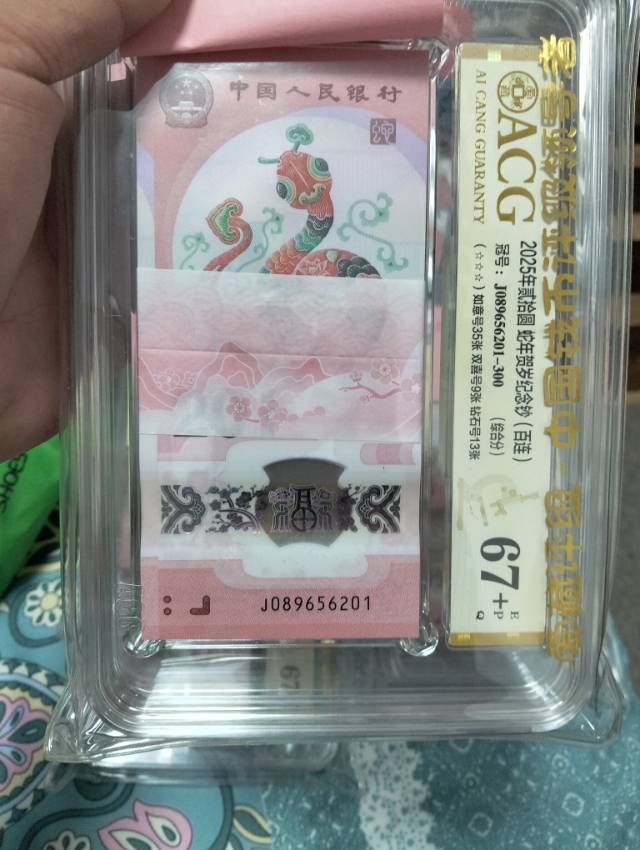 中国人民银行
J089656201
ACG
AI CANG GUARANTY
2025年贰拾圆 蛇年贺岁纪念钞（百连）
冠号：J089656201-300 （综合分）
(☆☆☆) 如意号35张 双喜号9张 钻石号13张
67+
E
P
Q
SHOES
67